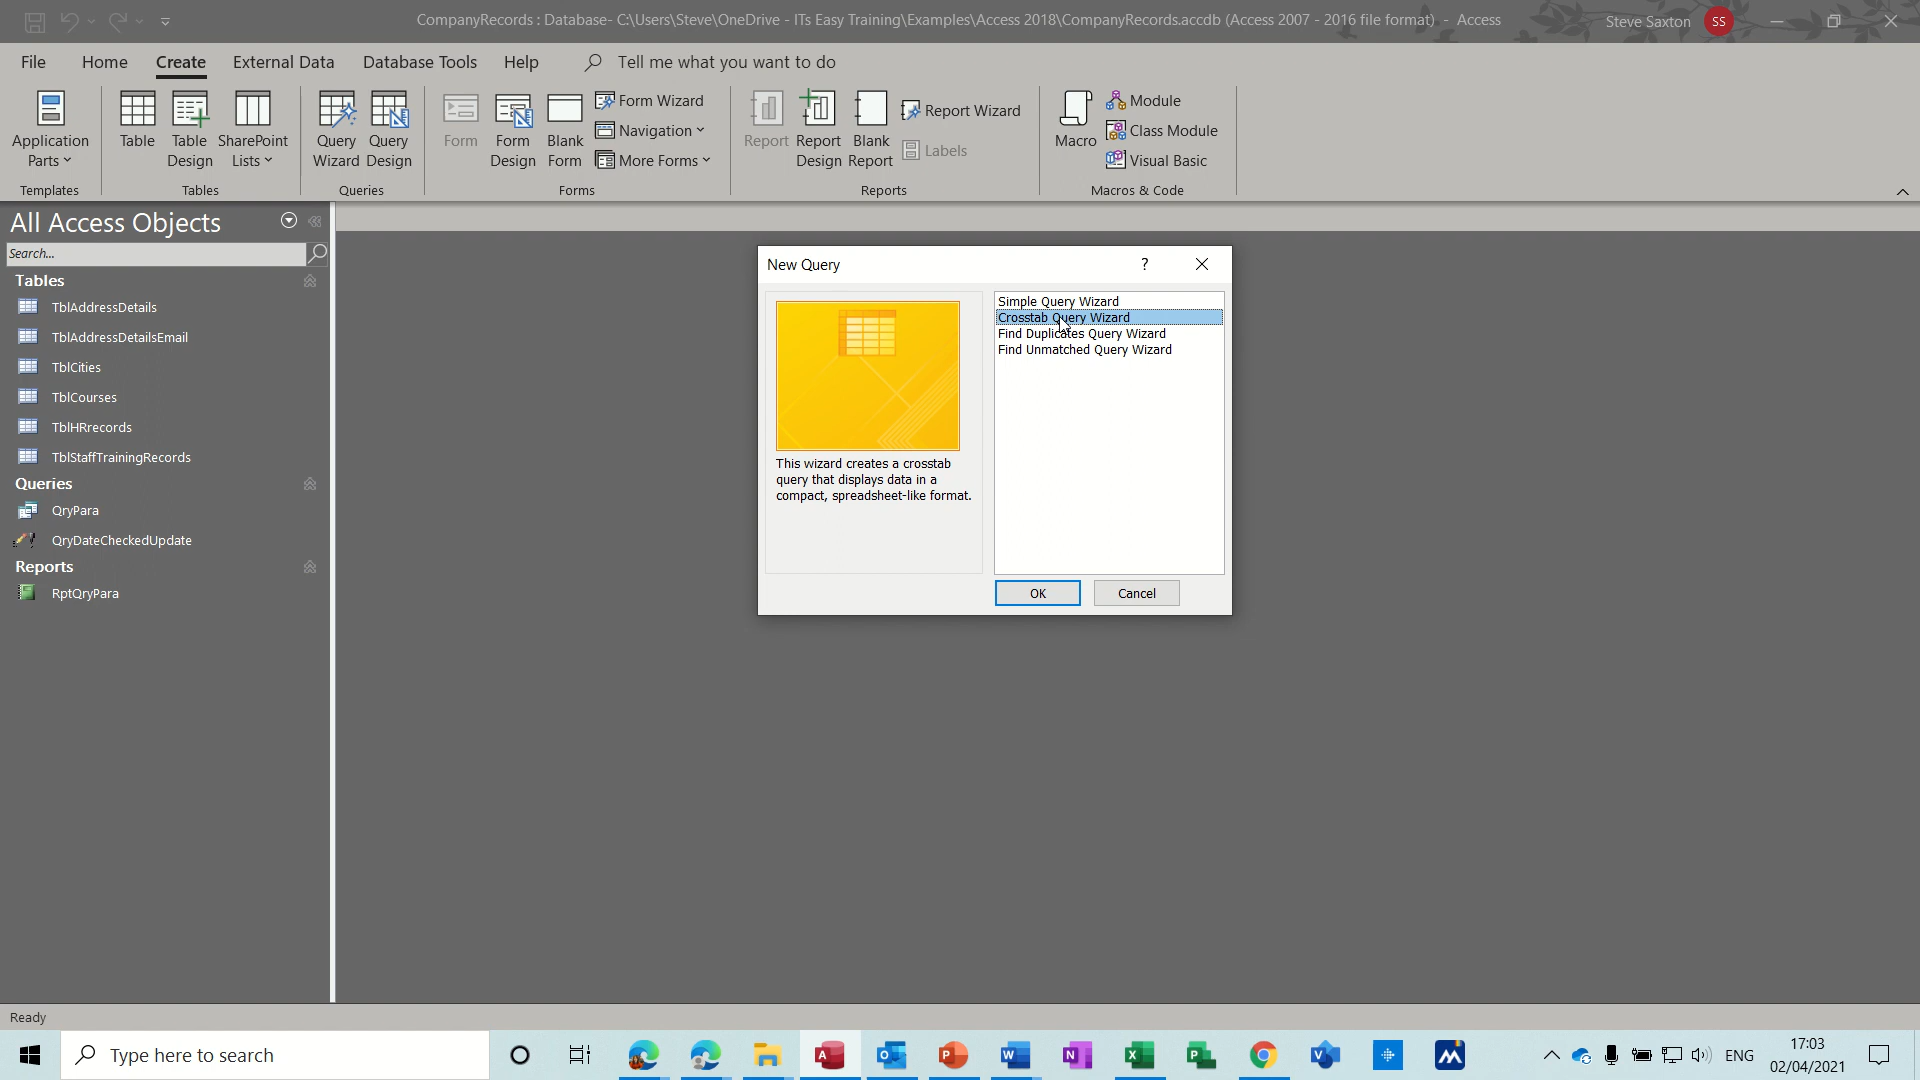 CompanyRecords : Database- C:\Users\Steve\OneDrive - ITs Easy Training\Examples\Access 2018\CompanyRecords.accdb (Access 2007 - 2016 file format) - Access
Steve Saxton SS
File Home Create External Data Database Tools Help Tell me what you want to do
Application Parts
Templates
Table
Table Design
SharePoint Lists
Tables
Query Wizard
Query Design
Queries
Form
Form Design
Blank Form
Form Wizard
Navigation
More Forms
Forms
Report
Report Design
Blank Report
Report Wizard
Labels
Reports
Macro
Module
Class Module
Visual Basic
Macros & Code
All Access Objects
Search...
Tables
TblAddressDetails
TblAddressDetailsEmail
TblCities
TblCourses
TblHRrecords
TblStaffTrainingRecords
Queries
QryPara
QryDateCheckedUpdate
Reports
RptQryPara
New Query ?
Simple Query Wizard
Crosstab Query Wizard
Find Duplicates Query Wizard
Find Unmatched Query Wizard
This wizard creates a crosstab
query that displays data in a
compact, spreadsheet-like format.
OK Cancel
Ready
Type here to search
ENG
17:03
02/04/2021